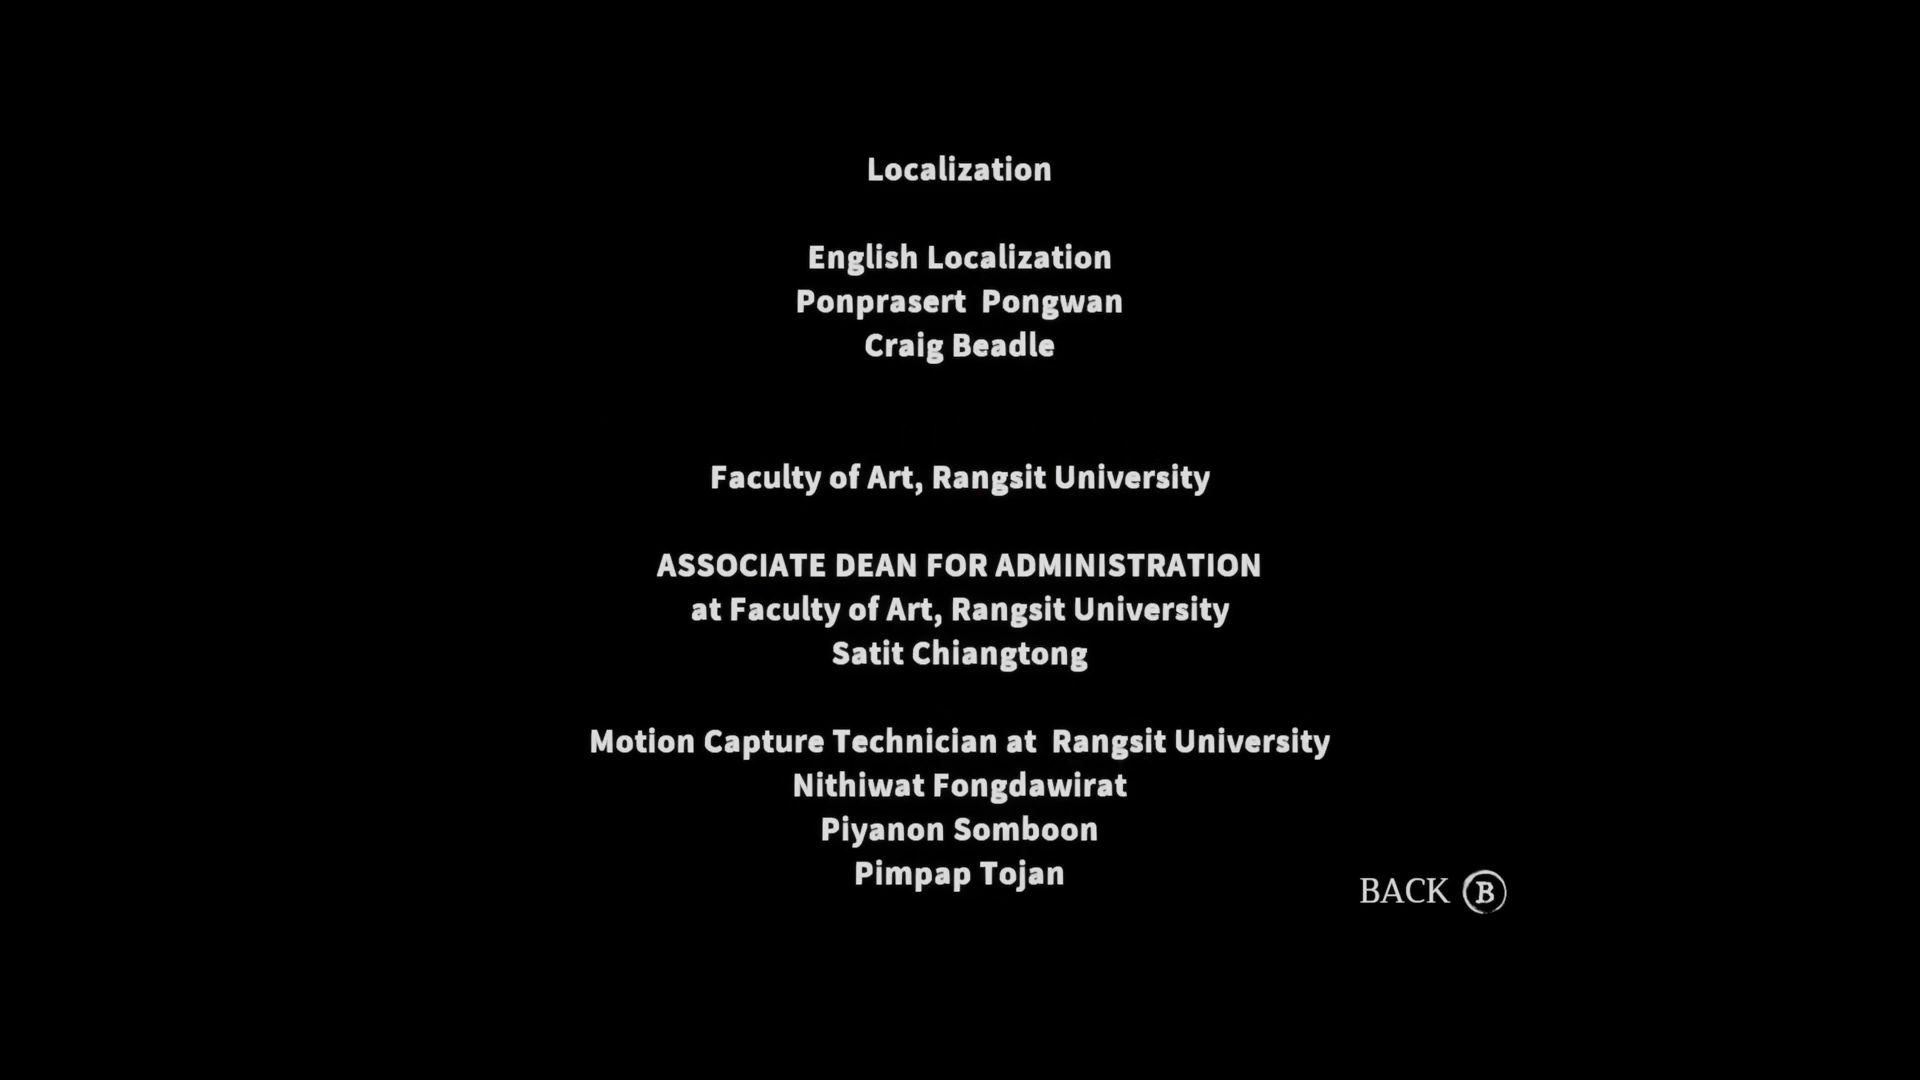 Localization
English Localization
Ponprasert  Pongwan
Craig Beadle
Faculty of Art, Rangsit University
ASSOCIATE DEAN FOR ADMINISTRATION
at Faculty of Art, Rangsit University
Satit Chiangtong
Motion Capture Technician at  Rangsit University
Nithiwat Fongdawirat
Piyanon Somboon
Pimpap Tojan
BACK B